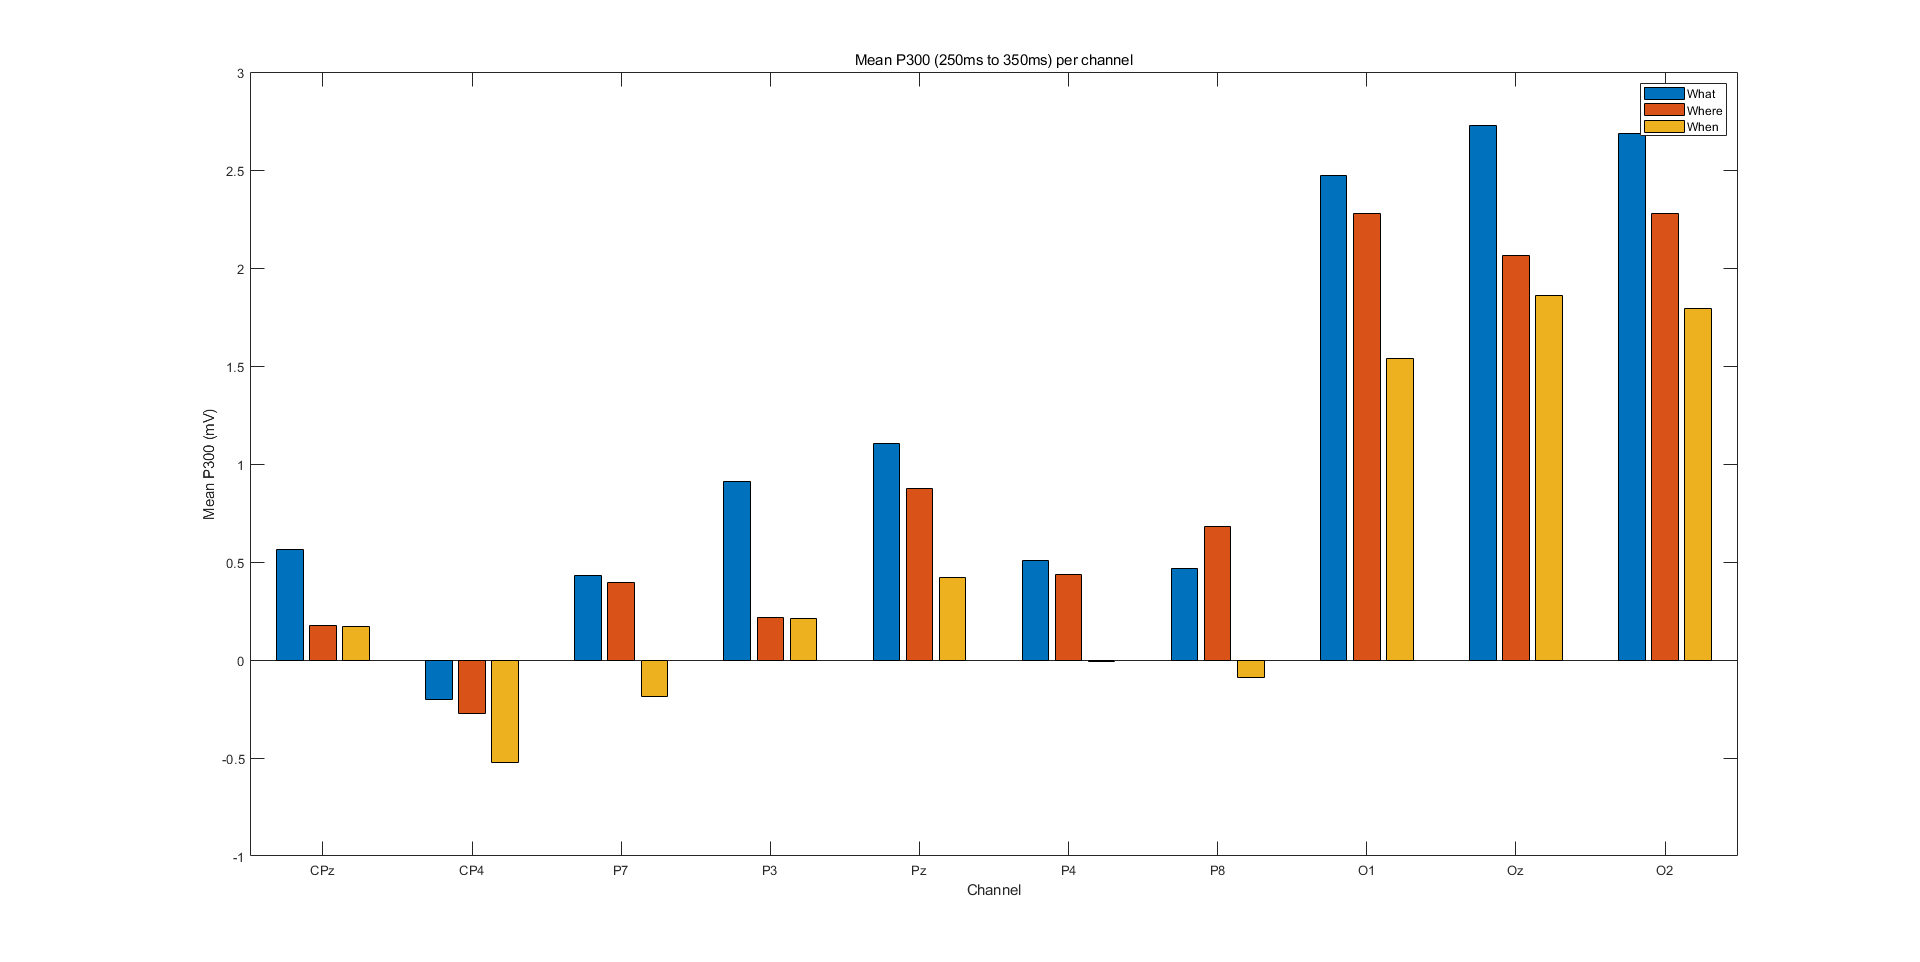 Mean P300 (250ms to 350ms) per channel
3
What
Where
When
2.5
2
1.5
1
0.5
0
-0.5
-1
Mean P300 (mV)
CPz CP4 P7 P3 Pz P4 P8 O1 Oz O2
Channel